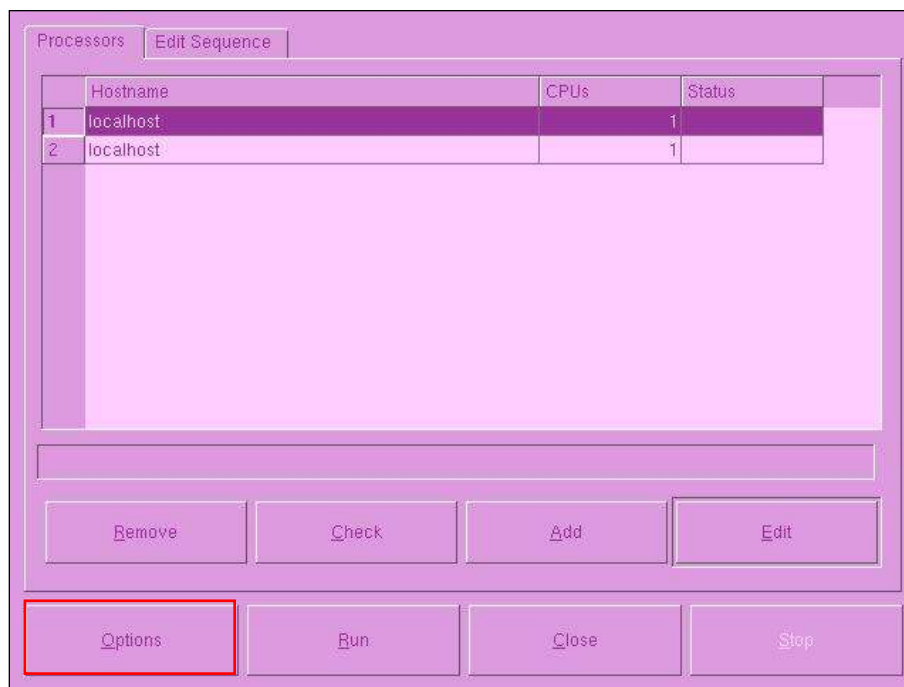 Processors Edit Sequence
Hostname CPUs Status
1 localhost 1
2 localhost 1
Remove Check Add Edit
Options Run Close Stop